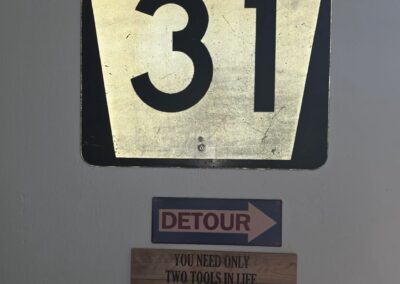 31
DETOUR
YOU NEED ONLY
TWO TOOLS IN LIFE